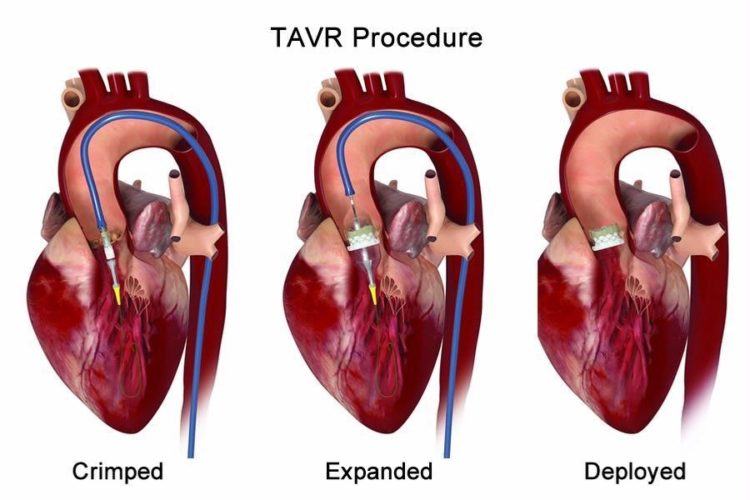 TAVR Procedure
Crimped
Expanded
Deployed